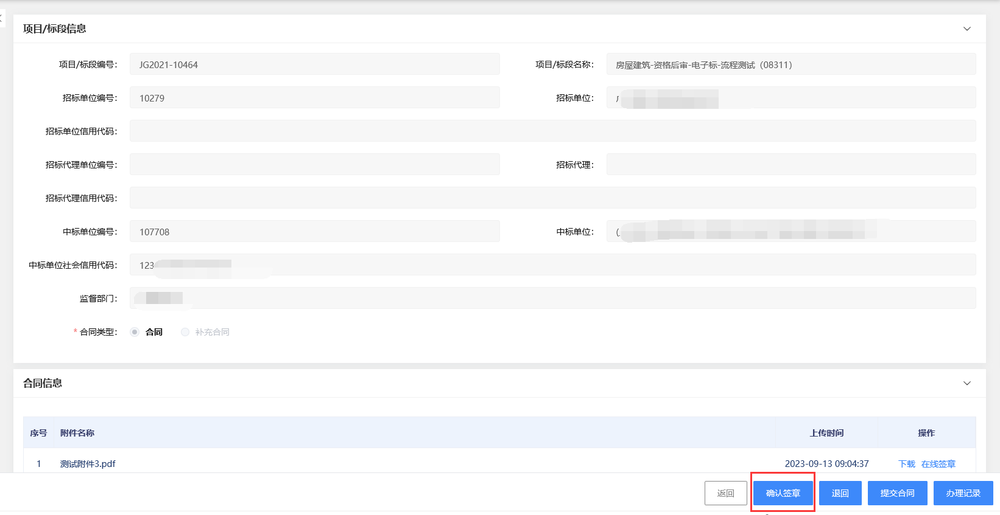 项目/标段信息
项目/标段编号： JG2021-10464 项目/标段名称： 房屋建筑-资格后审-电子标-流程测试（08311）
招标单位编号： 10279 招标单位：
招标单位信用代码：
招标代理单位编号： 招标代理：
招标代理信用代码：
中标单位编号： 107708 中标单位： (
中标单位社会信用代码： 123
监督部门：
* 合同类型： 合同 补充合同
合同信息
序号 附件名称 上传时间 操作
1 测试附件3.pdf 2023-09-13 09:04:37 下载 在线签章
返回 确认签章 退回 提交合同 办理记录